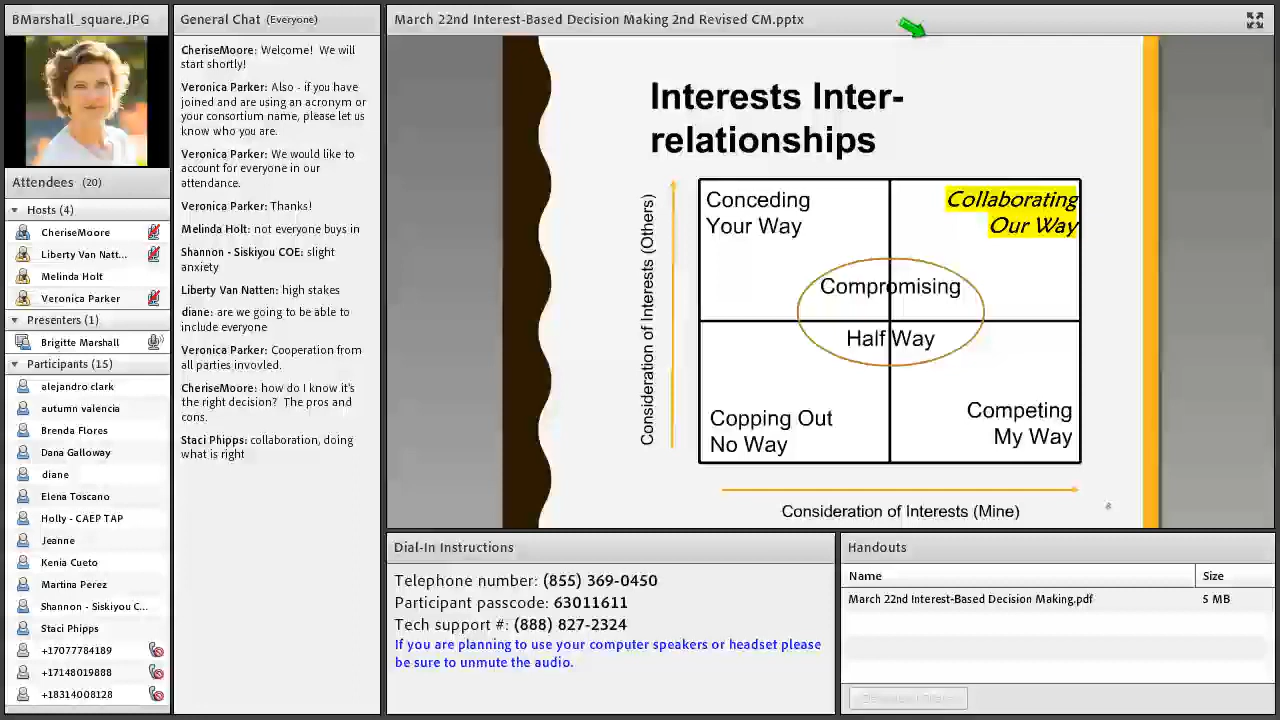 BMarshall_square.JPG
Attendees (20)
Hosts (4)
CheriseMoore
Liberty Van Natt...
Melinda Holt
Veronica Parker
Presenters (1)
Brigitte Marshall
Participants (15)
alejandro clark
autumn valencia
Brenda Flores
Dana Galloway
diane
Elena Toscano
Holly - CAEP TAP
Jeanne
Kenia Cueto
Martina Perez
Shannon - Siskiyou C...
Staci Phipps
+17077784189
+17148019888
+18314008128
General Chat (Everyone)
CheriseMoore: Welcome! We will
start shortly!
Veronica Parker: Also - if you have
joined and are using an acronym or
your consortium name, please let us
know who you are.
Veronica Parker: We would like to
account for everyone in our
attendance.
Veronica Parker: Thanks!
Melinda Holt: not everyone buys in
Shannon - Siskiyou COE: slight
anxiety
Liberty Van Natten: high stakes
diane: are we going to be able to
include everyone
Veronica Parker: Cooperation from
all parties invovled.
CheriseMoore: how do I know it's
the right decision? The pros and
cons.
Staci Phipps: collaboration, doing
what is right
March 22nd Interest-Based Decision Making 2nd Revised CM.pptx
Interests Inter-
relationships
Consideration of Interests (Others)
Conceding
Your Way
Collaborating
Our Way
Compromising
Half Way
Copping Out
No Way
Competing
My Way
Consideration of Interests (Mine)
8
Dial-In Instructions
Telephone number: (855) 369-0450
Participant passcode: 63011611
Tech support #: (888) 827-2324
If you are planning to use your computer speakers or headset please
be sure to unmute the audio.
Handouts
Name Size
March 22nd Interest-Based Decision Making.pdf 5 MB